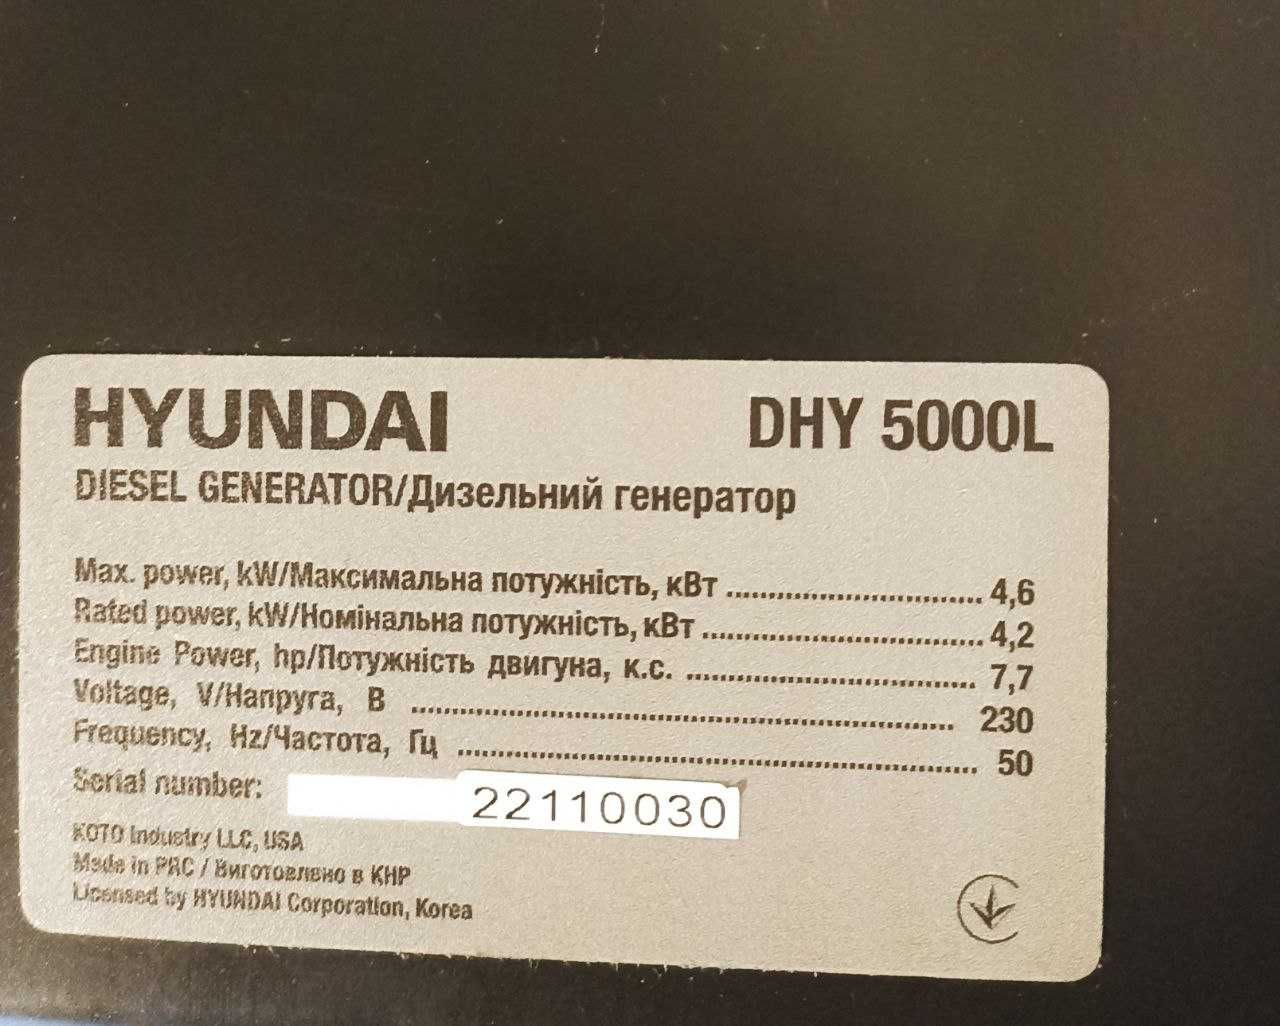 HYUNDAI DHY 5000L
DIESEL GENERATOR/Дизельний генератор
Max. power, kW/Максимальна потужність, кВт ........................... 4,6
Rated power, kW/Номінальна потужність, кВт ........................... 4,2
Engine Power, hp/Потужність двигуна, к.с. ........................... 7,7
Voltage, V/Напруга, В ........................... 230
Frequency, Hz/Частота, Гц ........................... 50
Serial number: 22110030
KOTO Industry LLC, USA
Made in PRC / Виготовлено в КНР
Licensed by HYUNDAI Corporation, Korea